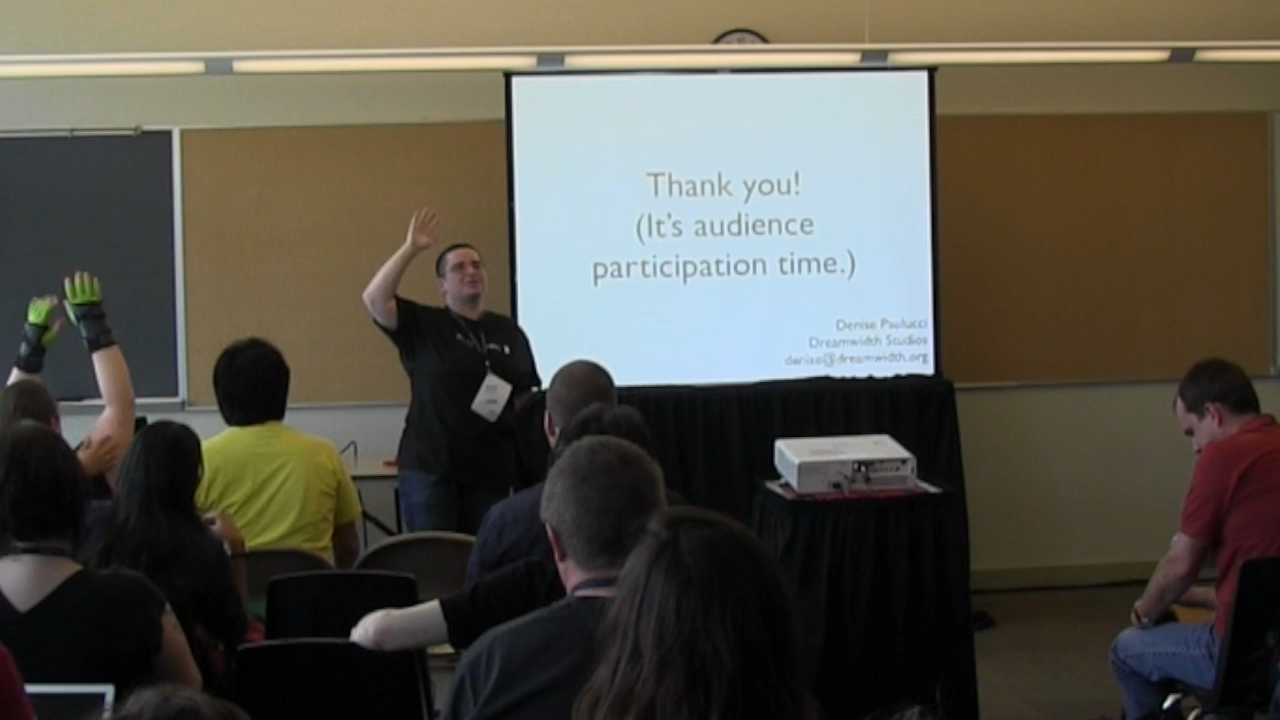 Thank you!
(It's audience
participation time.)
Denise Paolucci
Dreamwidth Studios
denise@dreamwidth.org